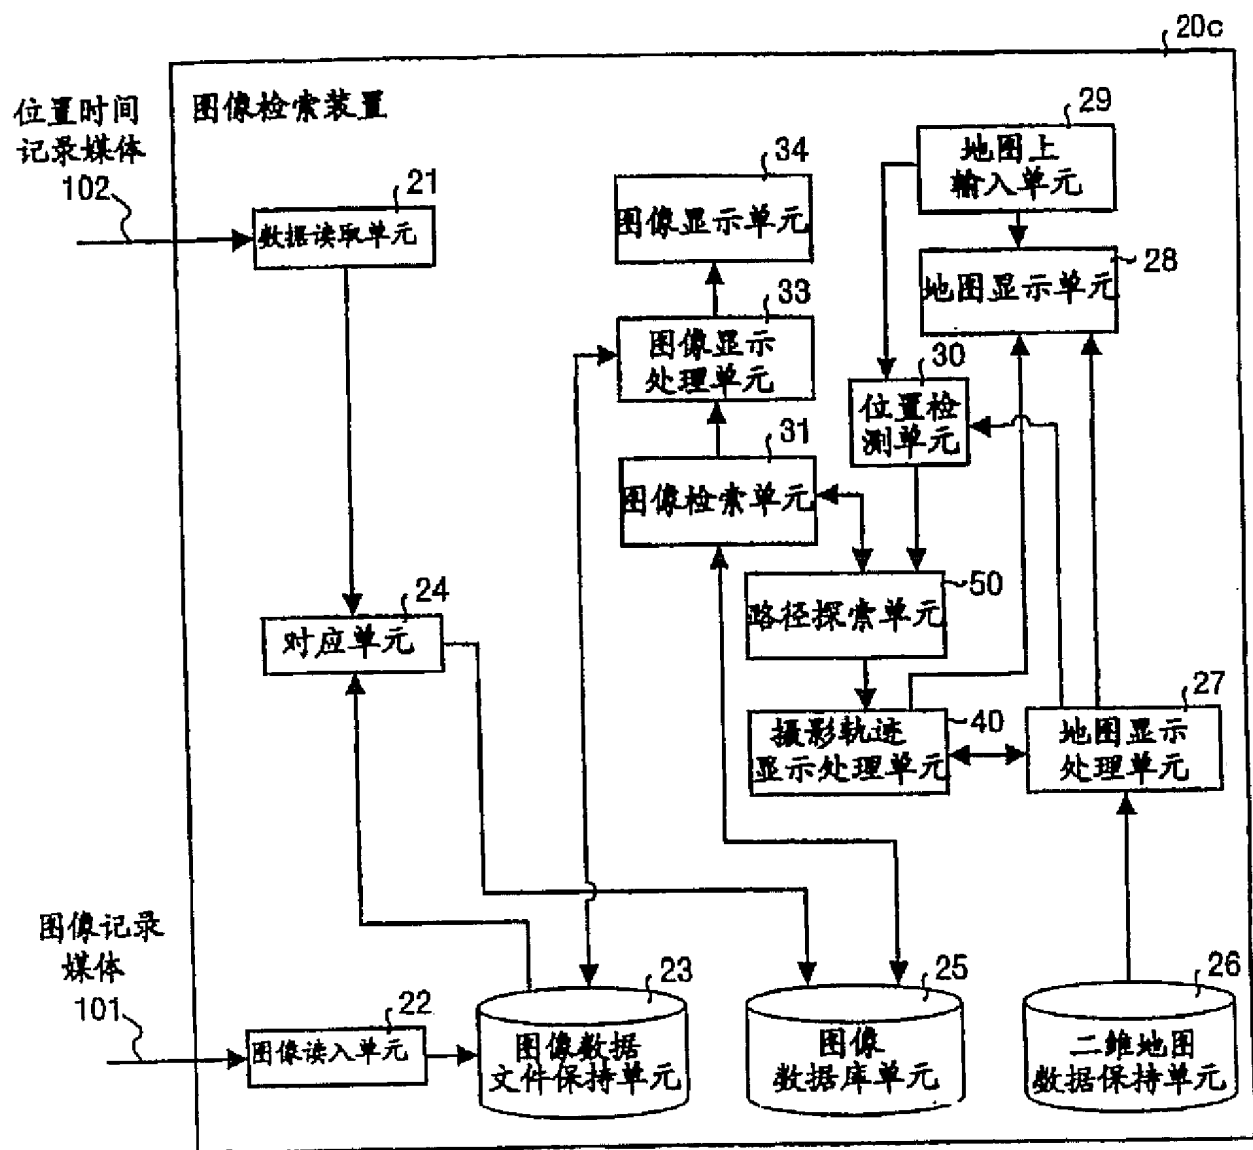 20c
位置时间
记录媒体
102
图像检索装置
21
数据读取单元
34
图像显示单元
29
地图上
输入单元
28
地图显示单元
33
图像显示
处理单元
30
位置检
测单元
31
图像检索单元
50
路径探索单元
24
对应单元
40
摄影轨迹
显示处理单元
27
地图显示
处理单元
图像记录
媒体
101
22
图像读入单元
23
图像数据
文件保持单元
25
图像
数据库单元
26
二维地图
数据保持单元